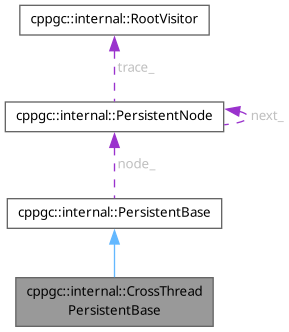 cppgc::internal::RootVisitor
trace_
cppgc::internal::PersistentNode
next_
node_
cppgc::internal::PersistentBase
cppgc::internal::CrossThread
PersistentBase